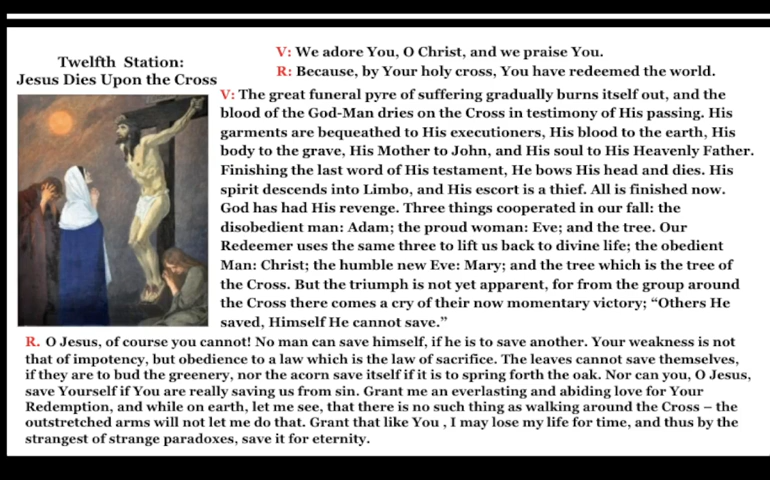 Twelfth Station:
Jesus Dies Upon the Cross
V: We adore You, O Christ, and we praise You.
R: Because, by Your holy cross, You have redeemed the world.
V: The great funeral pyre of suffering gradually burns itself out, and the
blood of the God-Man dries on the Cross in testimony of His passing. His
garments are bequeathed to His executioners, His blood to the earth, His
body to the grave, His Mother to John, and His soul to His Heavenly Father.
Finishing the last word of His testament, He bows His head and dies. His
spirit descends into Limbo, and His escort is a thief. All is finished now.
God has had His revenge. Three things cooperated in our fall: the
disobedient man: Adam; the proud woman: Eve; and the tree. Our
Redeemer uses the same three to lift us back to divine life; the obedient
Man: Christ; the humble new Eve: Mary; and the tree which is the tree of
the Cross. But the triumph is not yet apparent, for from the group around
the Cross there comes a cry of their now momentary victory; “Others He
saved, Himself He cannot save.”
R. O Jesus, of course you cannot! No man can save himself, if he is to save another. Your weakness is not
that of impotency, but obedience to a law which is the law of sacrifice. The leaves cannot save themselves,
if they are to bud the greenery, nor the acorn save itself if it is to spring forth the oak. Nor can you, O Jesus,
save Yourself if You are really saving us from sin. Grant me an everlasting and abiding love for Your
Redemption, and while on earth, let me see, that there is no such thing as walking around the Cross – the
outstretched arms will not let me do that. Grant that like You , I may lose my life for time, and thus by the
strangest of strange paradoxes, save it for eternity.